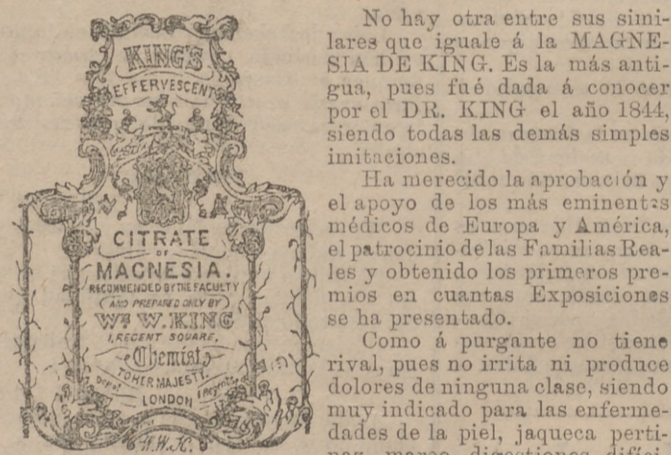 KING'S
EFFERVESCENT
CITRATE
OF
MAGNESIA.
RECOMMENDED BY THE FACULTY
AND PREPARED ONLY BY
Wm W. KING
1, REGENT SQUARE,
Chemist
TO HER MAJESTY.
LONDON
W.W.K.
No hay otra entre sus simi-
lares que iguale á la MAGNE-
SIA DE KING. Es la más anti-
gua, pues fué dada á conocer
por el DR. KING el año 1844,
siendo todas las demás simples
imitaciones.
Ha merecido la aprobación y
el apoyo de los más eminentes
médicos de Europa y América,
el patrocinio de las Familias Rea-
les y obtenido los primeros pre-
mios en cuantas Exposiciones
se ha presentado.
Como á purgante no tiene
rival, pues no irrita ni produce
dolores de ninguna clase, siendo
muy indicado para las enferme-
dades de la piel, jaqueca perti-
naz, mareo, digestiones difíci-